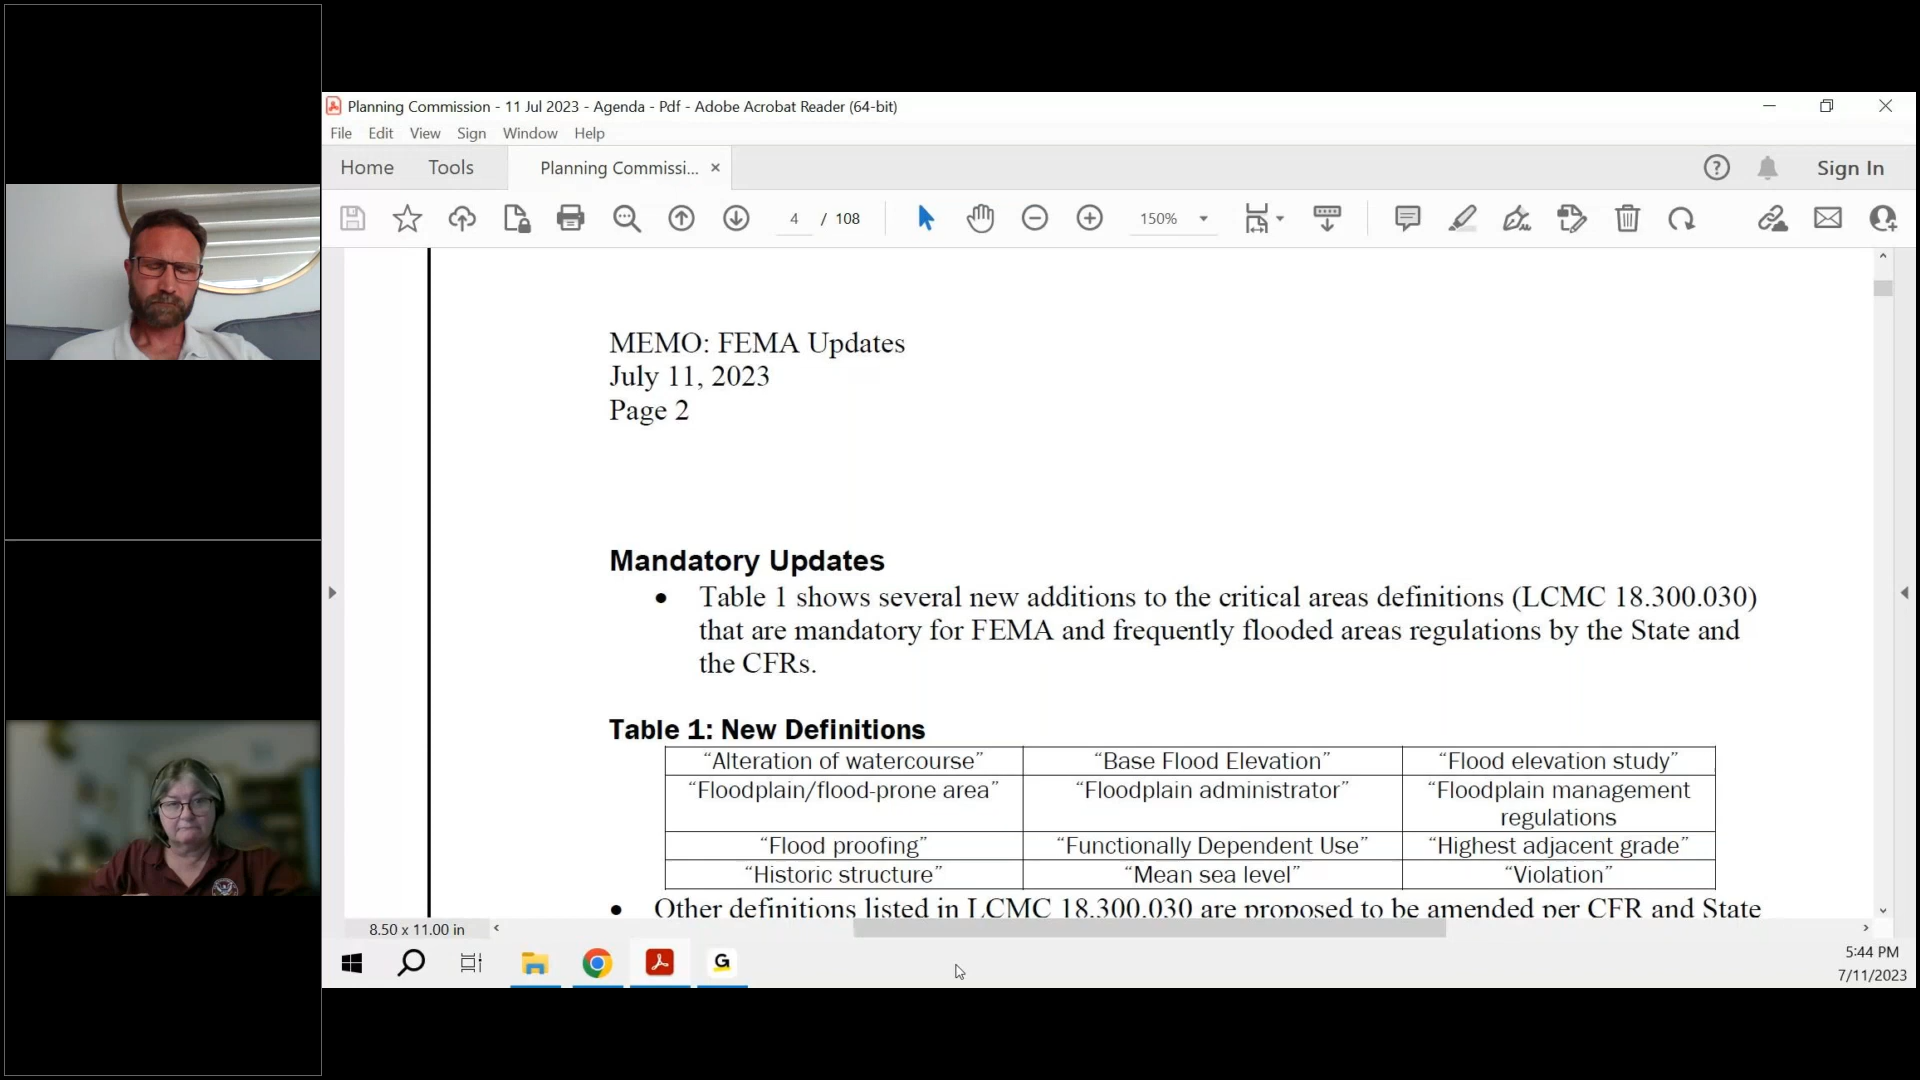 Planning Commission - 11 Jul 2023 - Agenda - Pdf - Adobe Acrobat Reader (64-bit)
File Edit View Sign Window Help
Home Tools Planning Commissi... × Sign In
4 / 108 150%
MEMO: FEMA Updates
July 11, 2023
Page 2
Mandatory Updates
• Table 1 shows several new additions to the critical areas definitions (LCMC 18.300.030)
that are mandatory for FEMA and frequently flooded areas regulations by the State and
the CFRs.
Table 1: New Definitions
“Alteration of watercourse” “Base Flood Elevation” “Flood elevation study”
“Floodplain/flood-prone area” “Floodplain administrator” “Floodplain management
regulations
“Flood proofing” “Functionally Dependent Use” “Highest adjacent grade”
“Historic structure” “Mean sea level” “Violation”
• Other definitions listed in LCMC 18.300.030 are proposed to be amended per CFR and State
8.50 x 11.00 in
G
5:44 PM
7/11/2023